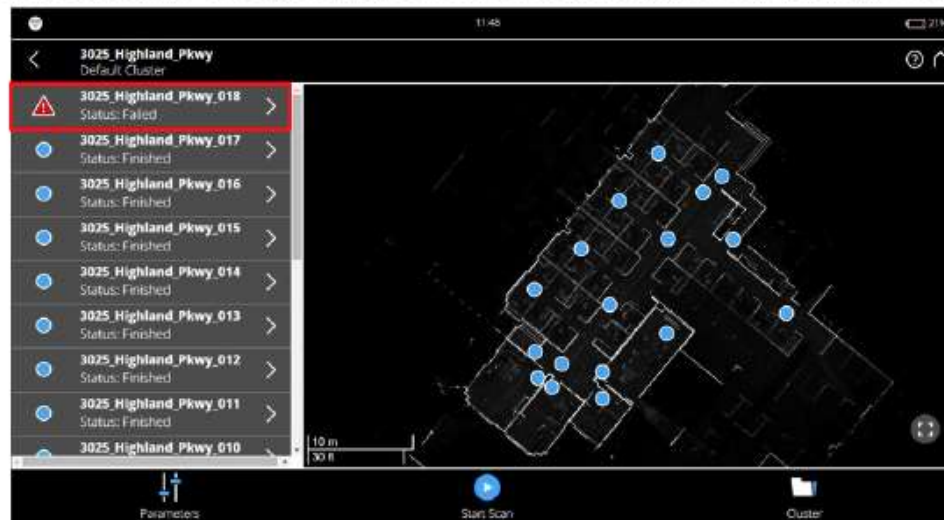 11:48
21%
3025_Highland_Pkwy
Default Cluster
3025_Highland_Pkwy_018
Status: Failed
3025_Highland_Pkwy_017
Status: Finished
3025_Highland_Pkwy_016
Status: Finished
3025_Highland_Pkwy_015
Status: Finished
3025_Highland_Pkwy_014
Status: Finished
3025_Highland_Pkwy_013
Status: Finished
3025_Highland_Pkwy_012
Status: Finished
3025_Highland_Pkwy_011
Status: Finished
3025_Highland_Pkwy_010
10 m
30 ft
Parameters
Start Scan
Cluster